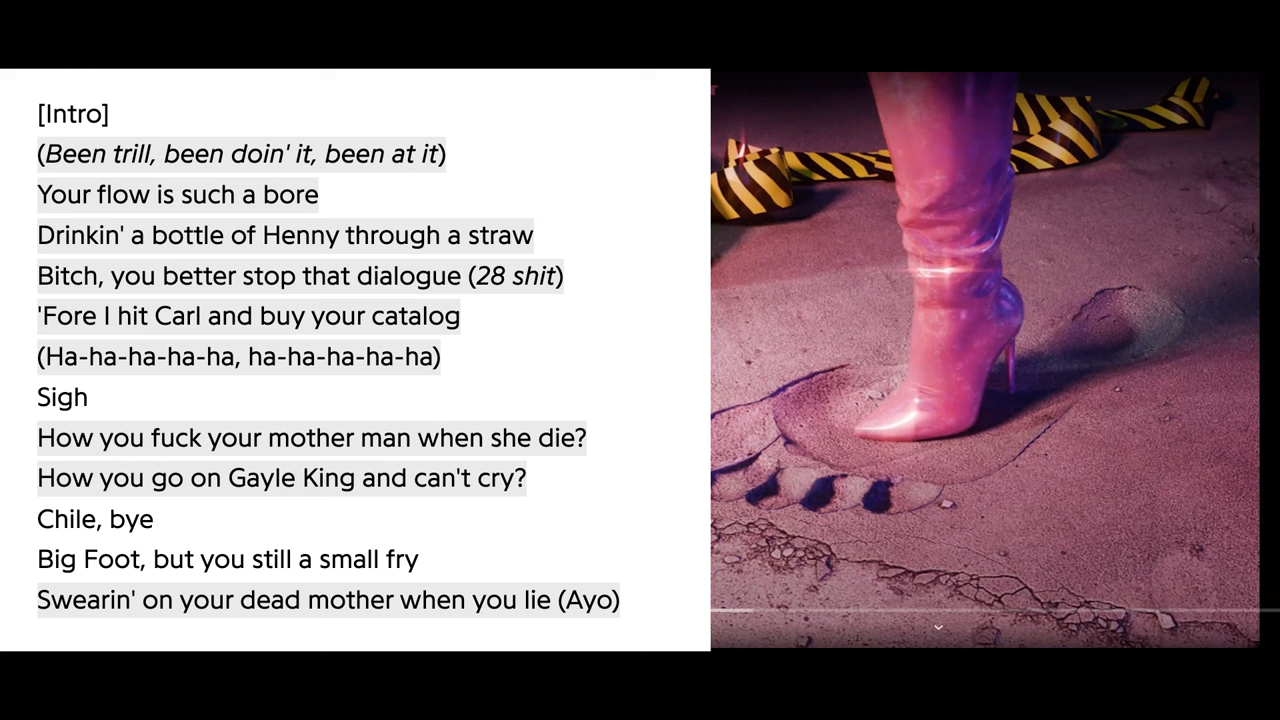 [Intro]
(Been trill, been doin' it, been at it)
Your flow is such a bore
Drinkin' a bottle of Henny through a straw
Bitch, you better stop that dialogue (28 shit)
'Fore I hit Carl and buy your catalog
(Ha-ha-ha-ha-ha, ha-ha-ha-ha-ha)
Sigh
How you fuck your mother man when she die?
How you go on Gayle King and can't cry?
Chile, bye
Big Foot, but you still a small fry
Swearin' on your dead mother when you lie (Ayo)